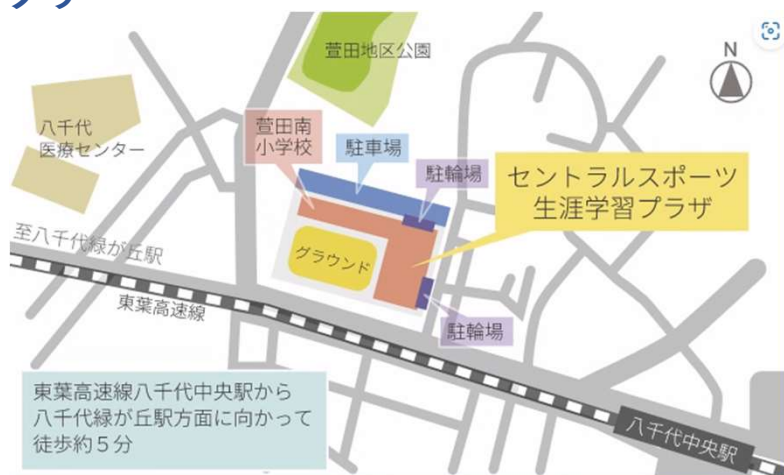 萱田地区公園
N
八千代
医療センター
萱田南
小学校
駐車場
駐輪場
セントラルスポーツ
生涯学習プラザ
至八千代緑が丘駅
グラウンド
東葉高速線
駐輪場
東葉高速線八千代中央駅から
八千代緑が丘駅方面に向かって
徒歩約5分
八千代中央駅